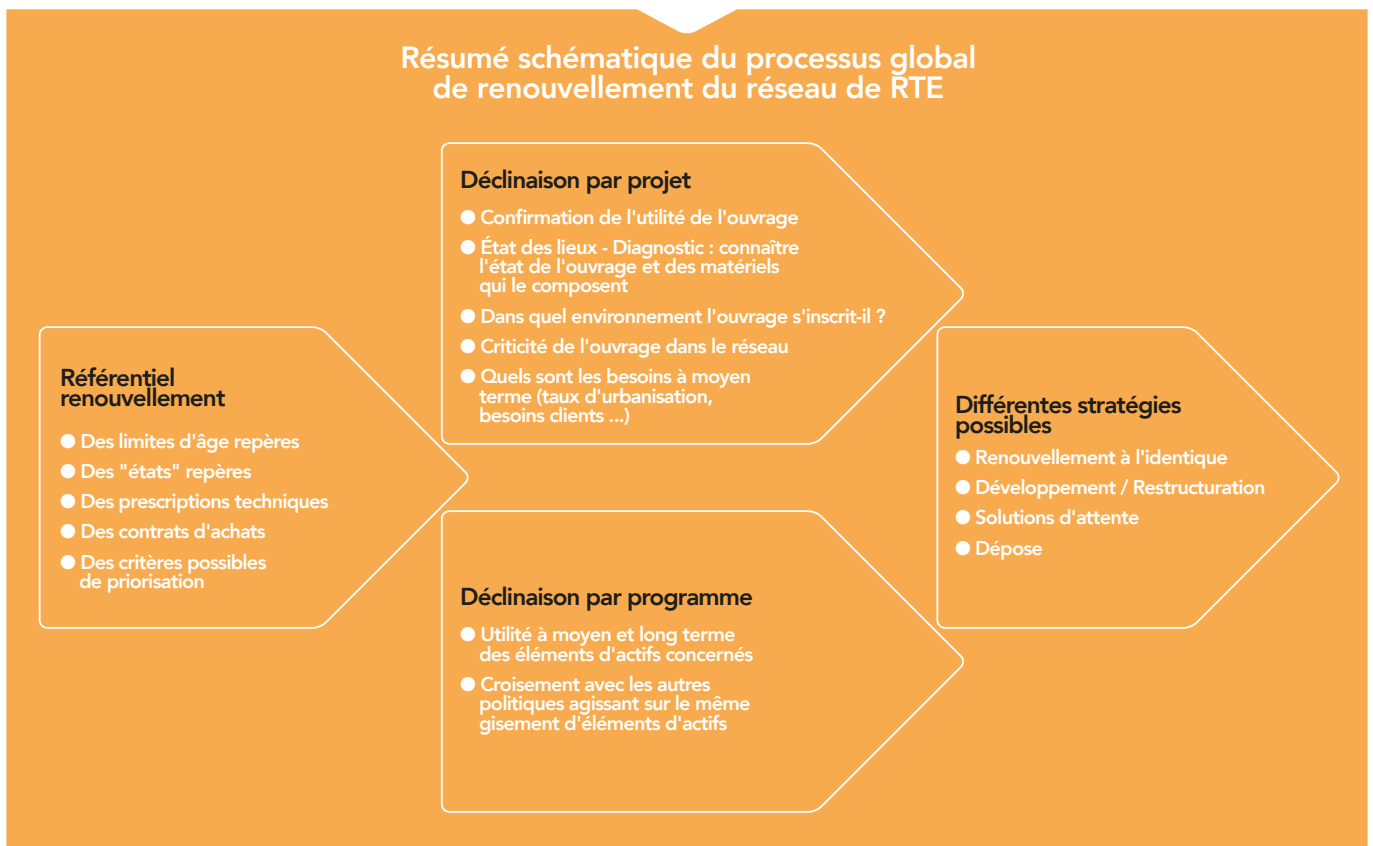 Résumé schématique du processus global
de renouvellement du réseau de RTE
Référentiel
renouvellement
● Des limites d'âge repères
● Des "états" repères
● Des prescriptions techniques
● Des contrats d'achats
● Des critères possibles
de priorisation
Déclinaison par projet
● Confirmation de l'utilité de l'ouvrage
● État des lieux - Diagnostic : connaître
l'état de l'ouvrage et des matériels
qui le composent
● Dans quel environnement l'ouvrage s'inscrit-il ?
● Criticité de l'ouvrage dans le réseau
● Quels sont les besoins à moyen
terme (taux d'urbanisation,
besoins clients ...)
Déclinaison par programme
● Utilité à moyen et long terme
des éléments d'actifs concernés
● Croisement avec les autres
politiques agissant sur le même
gisement d'éléments d'actifs
Différentes stratégies
possibles
● Renouvellement à l'identique
● Développement / Restructuration
● Solutions d'attente
● Dépose